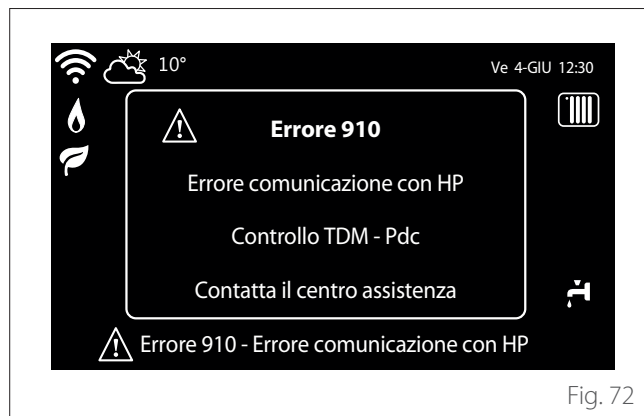 10°
Ve 4-GIU 12:30
Errore 910
Errore comunicazione con HP
Controllo TDM - Pdc
Contatta il centro assistenza
Errore 910 - Errore comunicazione con HP
Fig. 72